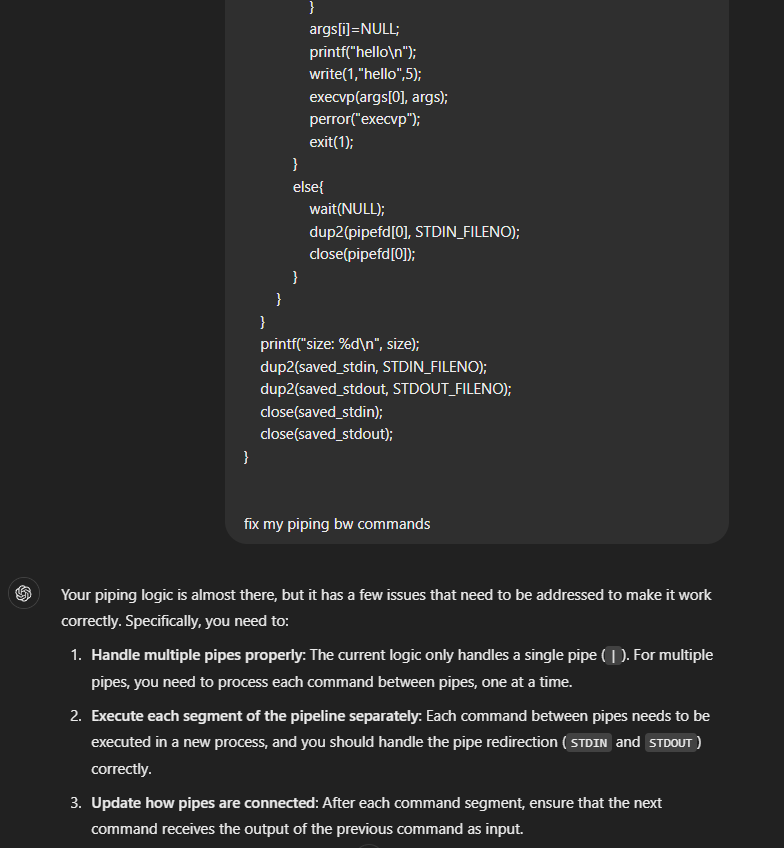 }
args[i]=NULL;
printf("hello\n");
write(1,"hello",5);
execvp(args[0], args);
perror("execvp");
exit(1);
}
else{
wait(NULL);
dup2(pipefd[0], STDIN_FILENO);
close(pipefd[0]);
}
}
}
printf("size: %d\n", size);
dup2(saved_stdin, STDIN_FILENO);
dup2(saved_stdout, STDOUT_FILENO);
close(saved_stdin);
close(saved_stdout);
}
fix my piping bw commands
Your piping logic is almost there, but it has a few issues that need to be addressed to make it work
correctly. Specifically, you need to:
1. Handle multiple pipes properly: The current logic only handles a single pipe ( | ). For multiple
pipes, you need to process each command between pipes, one at a time.
2. Execute each segment of the pipeline separately: Each command between pipes needs to be
executed in a new process, and you should handle the pipe redirection ( STDIN and STDOUT )
correctly.
3. Update how pipes are connected: After each command segment, ensure that the next
command receives the output of the previous command as input.